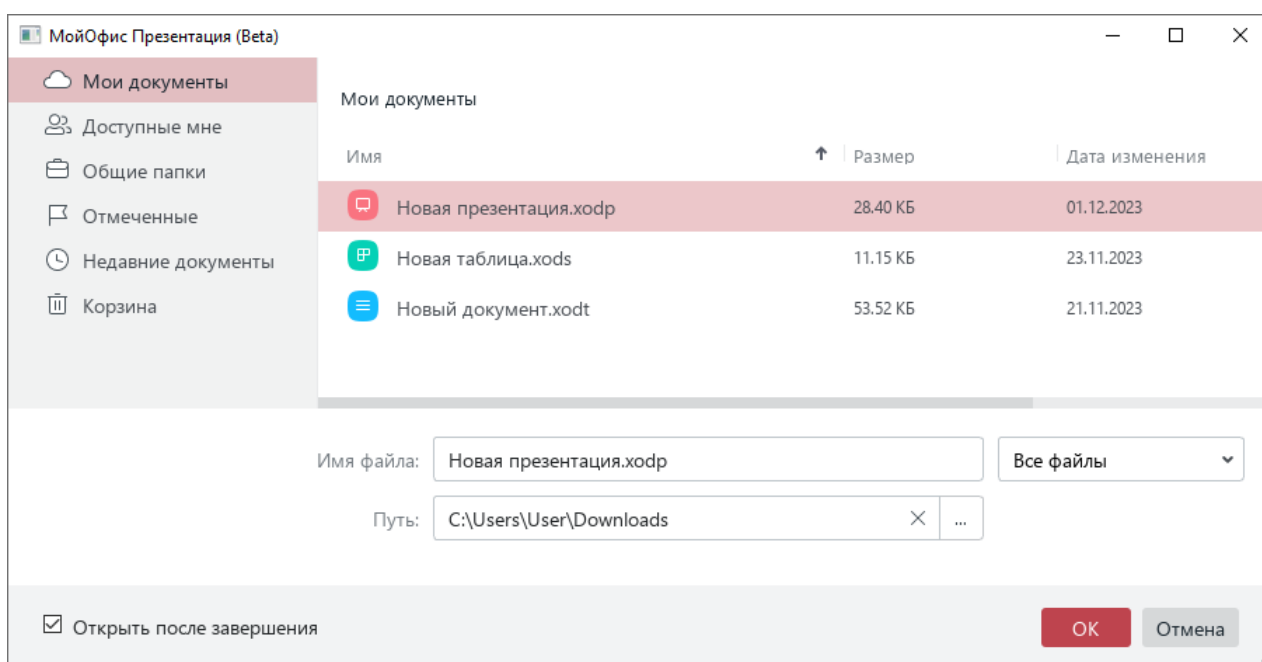 МойОфис Презентация (Beta)
Мои документы
Доступные мне
Общие папки
Отмеченные
Недавние документы
Корзина
Мои документы
Имя Размер Дата изменения
Новая презентация.xodp 28.40 КБ 01.12.2023
Новая таблица.xods 11.15 КБ 23.11.2023
Новый документ.xodt 53.52 КБ 21.11.2023
Имя файла: Новая презентация.xodp Все файлы
Путь: C:\Users\User\Downloads ...
Открыть после завершения OK Отмена